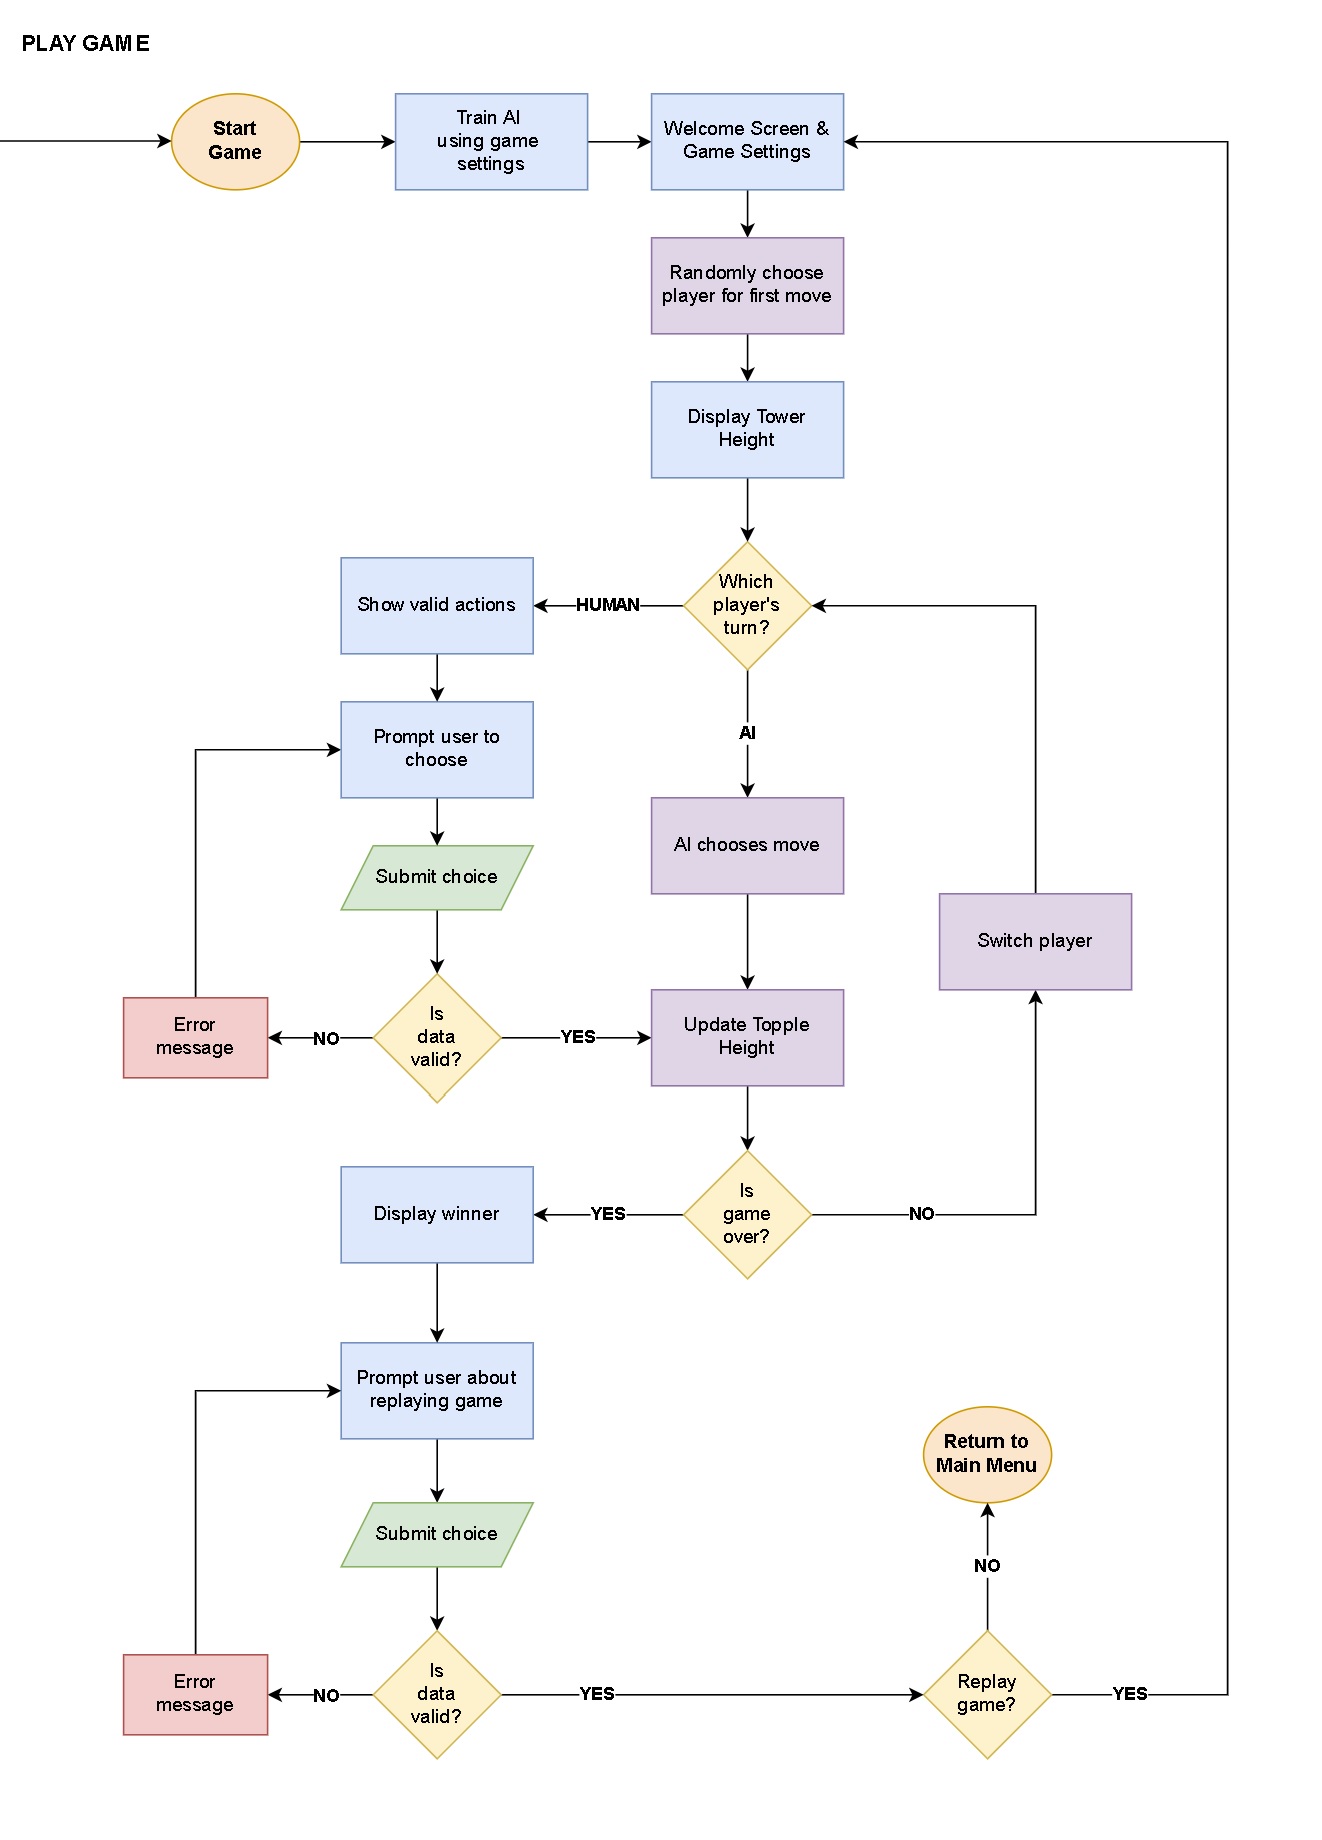 PLAY GAME
Start
Game
Train AI
using game
settings
Welcome Screen &
Game Settings
Randomly choose
player for first move
Display Tower
Height
Which
player's
turn?
HUMAN
Show valid actions
AI
Prompt user to
choose
AI chooses move
Submit choice
Switch player
Is
data
valid?
NO
Error
message
YES
Update Topple
Height
Is
game
over?
YES
NO
Display winner
Prompt user about
replaying game
Return to
Main Menu
Submit choice
NO
Is
data
valid?
NO
Error
message
YES
Replay
game?
YES